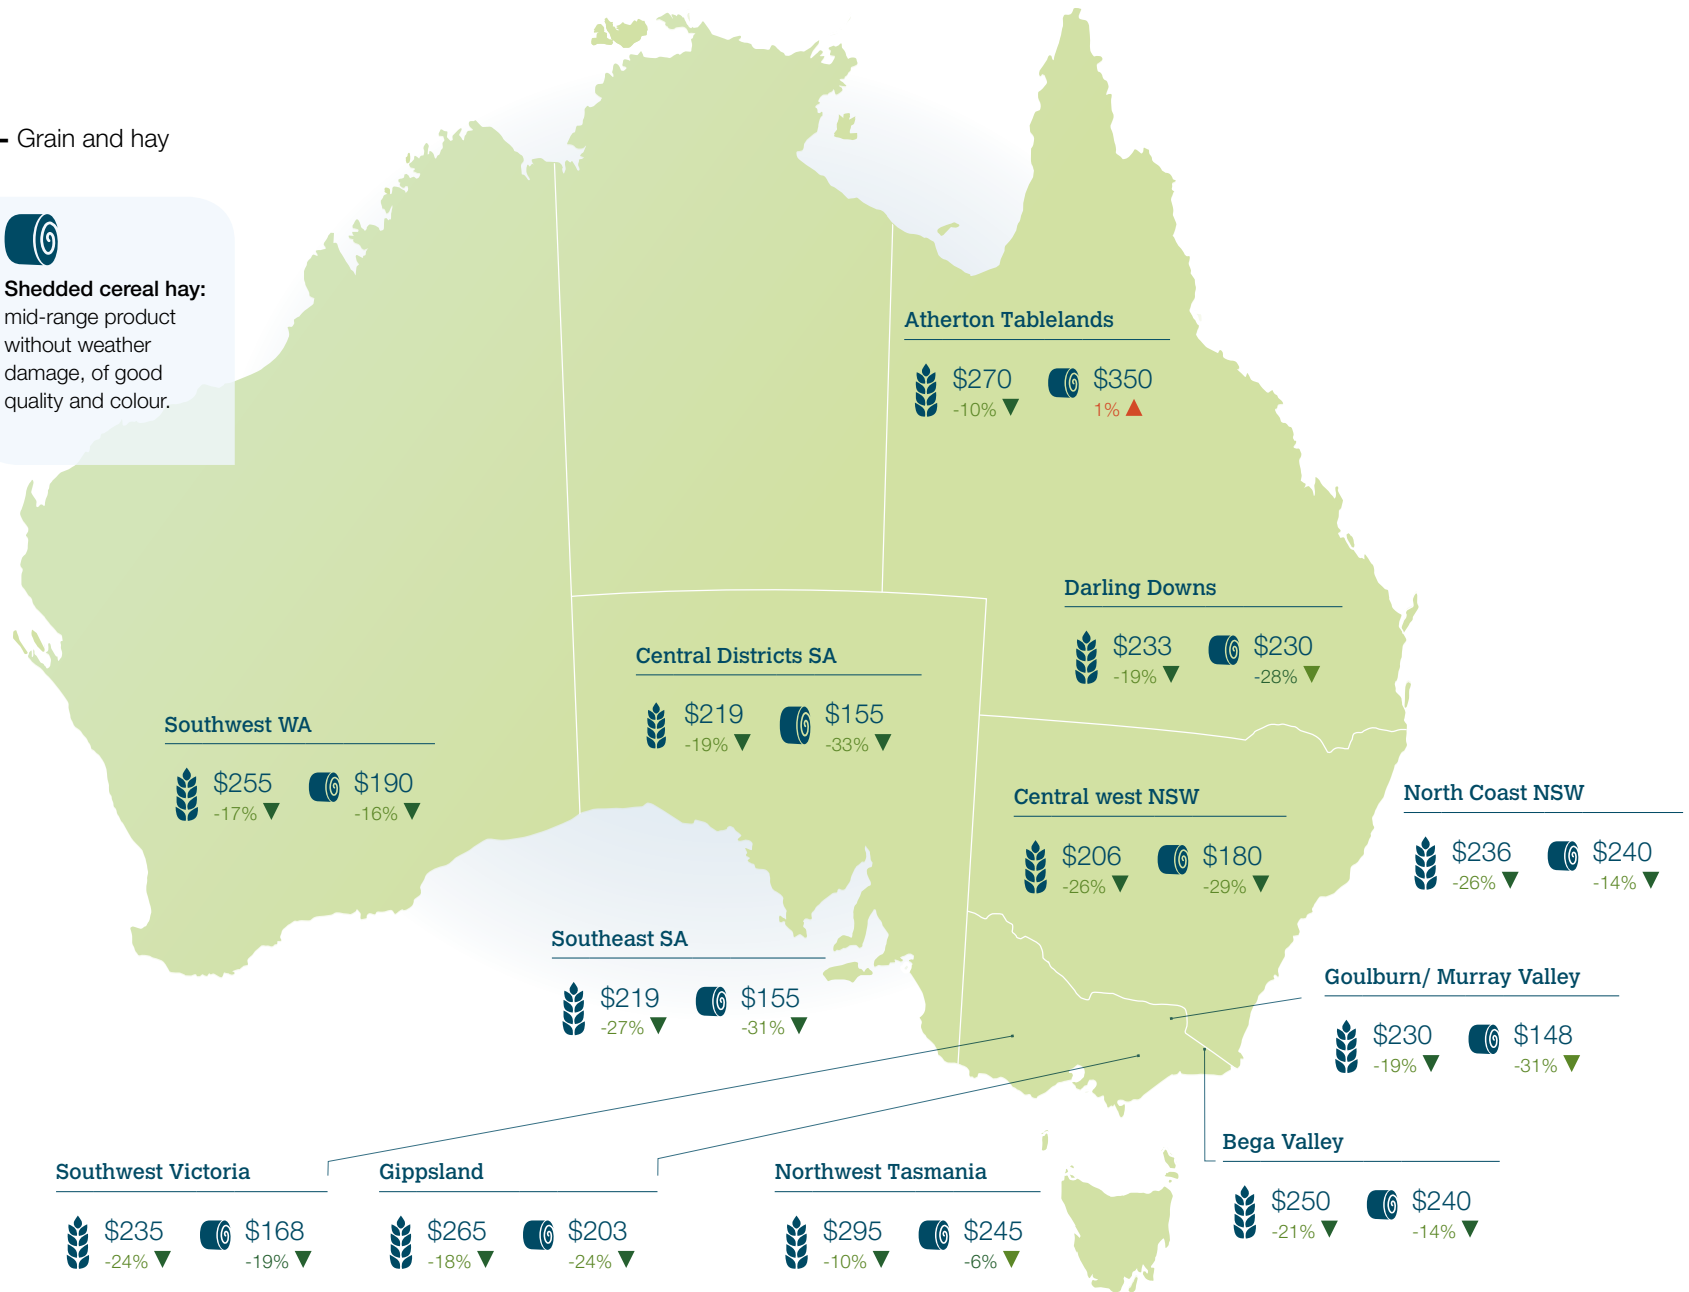 Grain and hay
Shedded cereal hay:
mid-range product
without weather
damage, of good
quality and colour.
Atherton Tablelands
$270 $350
-10% 1%
Darling Downs
$233 $230
-19% -28%
Central Districts SA
$219 $155
-19% -33%
Southwest WA
$255 $190
-17% -16%
Central west NSW
$206 $180
-26% -29%
North Coast NSW
$236 $240
-26% -14%
Southeast SA
$219 $155
-27% -31%
Goulburn/ Murray Valley
$230 $148
-19% -31%
Southwest Victoria
$235 $168
-24% -19%
Gippsland
$265 $203
-18% -24%
Northwest Tasmania
$295 $245
-10% -6%
Bega Valley
$250 $240
-21% -14%